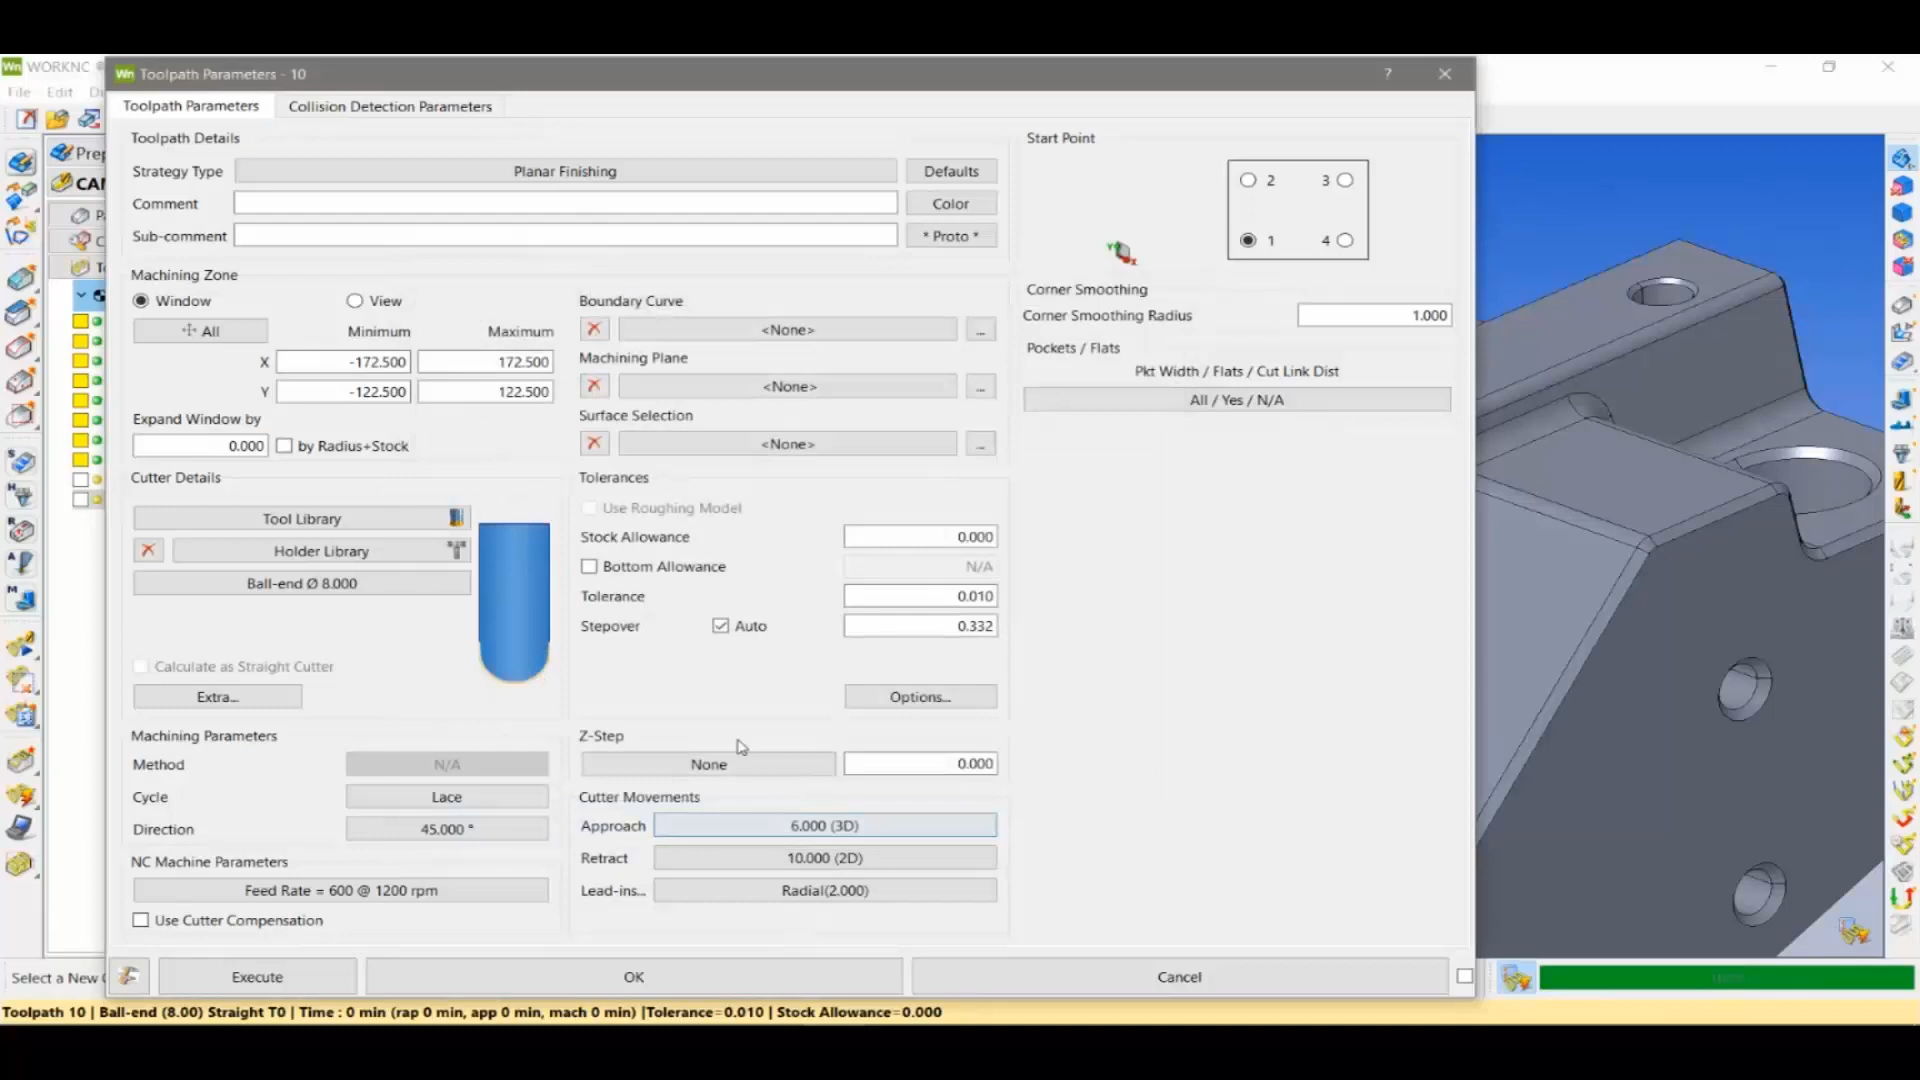 WORKNC
Toolpath Parameters - 10
?
File Edit
Toolpath Parameters
Collision Detection Parameters
Toolpath Details
Strategy Type
Planar Finishing
Defaults
Comment
Color
Sub-comment
* Proto *
Machining Zone
Window
View
All
Minimum
Maximum
X
-172.500
172.500
Y
-122.500
122.500
Expand Window by
0.000
by Radius+Stock
Boundary Curve
<None>
...
Machining Plane
<None>
...
Surface Selection
<None>
...
Cutter Details
Tool Library
Holder Library
Ball-end Ø 8.000
Calculate as Straight Cutter
Extra...
Tolerances
Use Roughing Model
Stock Allowance
0.000
Bottom Allowance
N/A
Tolerance
0.010
Stepover
Auto
0.332
Options...
Machining Parameters
Method
N/A
Cycle
Lace
Direction
45.000 °
NC Machine Parameters
Feed Rate = 600 @ 1200 rpm
Use Cutter Compensation
Z-Step
None
0.000
Cutter Movements
Approach
6.000 (3D)
Retract
10.000 (2D)
Lead-ins...
Radial(2.000)
Start Point
2
3
1
4
Corner Smoothing
Corner Smoothing Radius
1.000
Pockets / Flats
Pkt Width / Flats / Cut Link Dist
All / Yes / N/A
Select a New
Execute
OK
Cancel
Toolpath 10 | Ball-end (8.00) Straight T0 | Time : 0 min (rap 0 min, app 0 min, mach 0 min) |Tolerance=0.010 | Stock Allowance=0.000